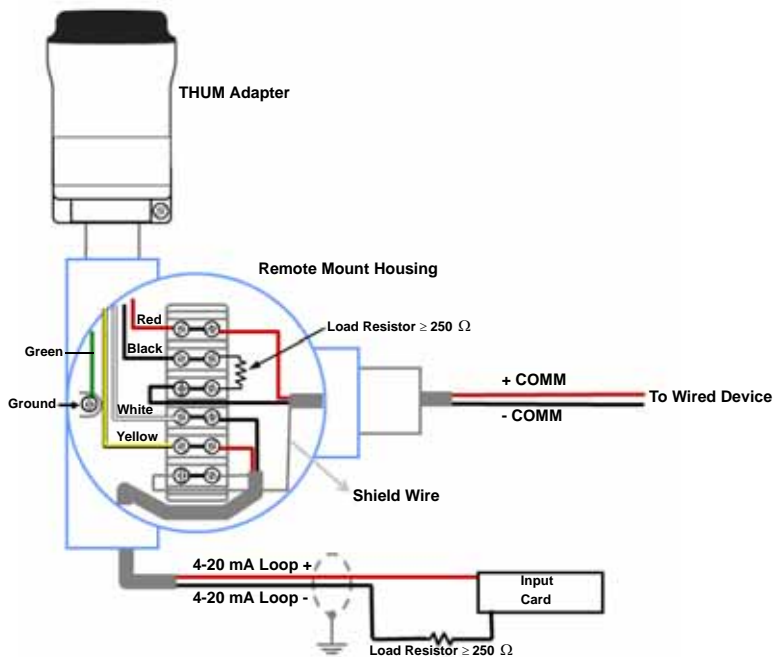 THUM Adapter
Remote Mount Housing
Red
Load Resistor ≥ 250 Ω
Green
Black
+ COMM
To Wired Device
Ground
White
- COMM
Yellow
Shield Wire
4-20 mA Loop +
Input
Card
4-20 mA Loop -
Load Resistor ≥ 250 Ω